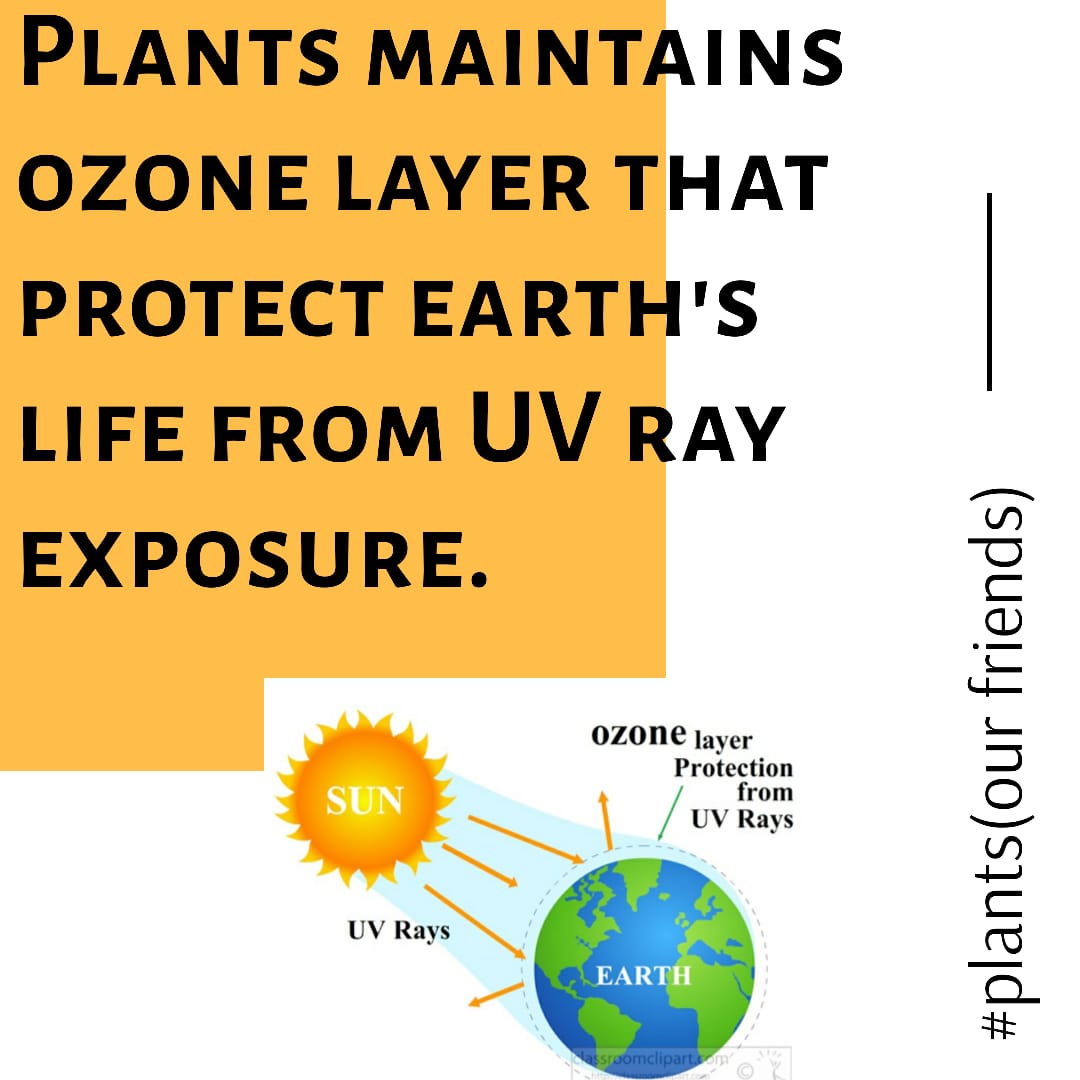 Plants maintains
ozone layer that
protect earth's
life from UV ray
exposure.
#plants(our friends)
SUN
ozone layer
Protection
from
UV Rays
UV Rays
EARTH
classroomclipart.com
©